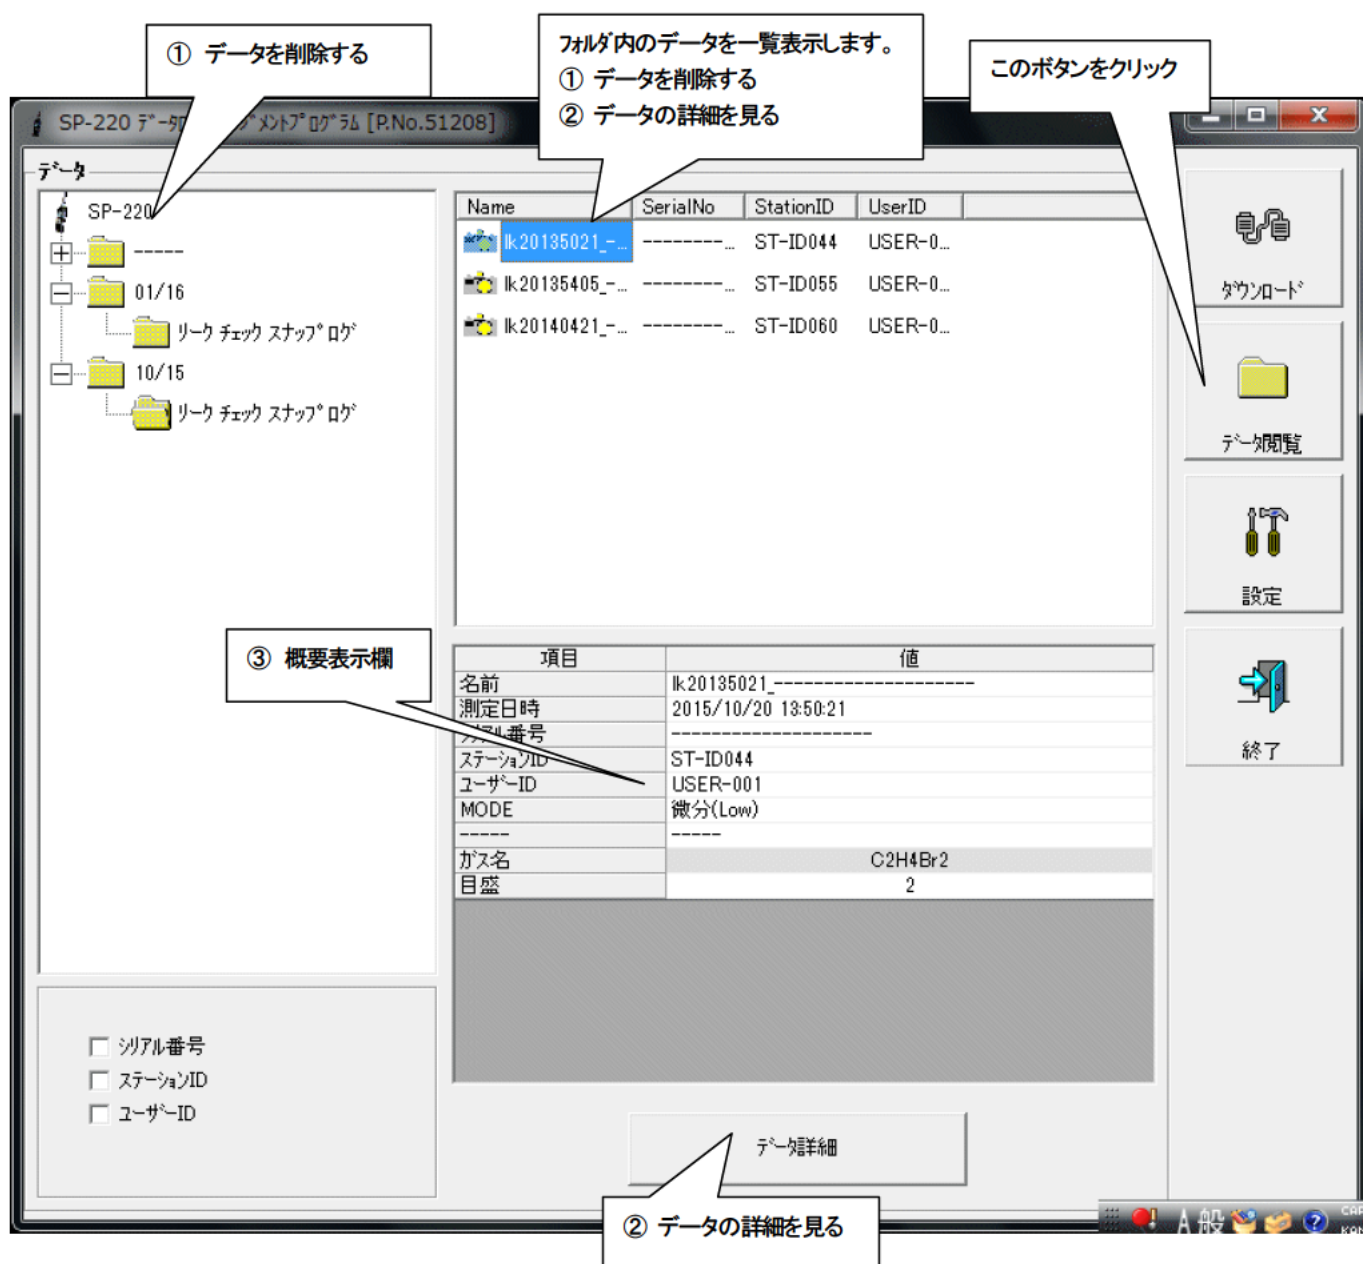 ① データを削除する
フォルダ内のデータを一覧表示します。
① データを削除する
② データの詳細を見る
このボタンをクリック
SP-220 データロ ジメントプログラム [P.No.51208]
データ
SP-220
-----
01/16
リーク チェック スナップ ログ
10/15
リーク チェック スナップ ログ
Name SerialNo StationID UserID
lk20135021_-... --------... ST-ID044 USER-0...
lk20135405_-... --------... ST-ID055 USER-0...
lk20140421_-... --------... ST-ID060 USER-0...
ダウンロード
データ閲覧
設定
終了
③ 概要表示欄
項目 値
名前 lk20135021_--------------------
測定日時 2015/10/20 13:50:21
シリアル番号 --------------------
ステーションID ST-ID044
ユーザーID USER-001
MODE 微分(Low)
----- -----
ガス名 C2H4Br2
目盛 2
シリアル番号
ステーションID
ユーザーID
データ詳細
② データの詳細を見る
A 般
CAP
KAN